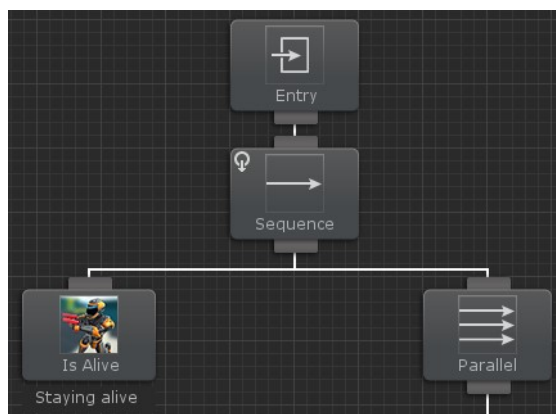 Entry
Sequence
Is Alive
Parallel
Staying alive